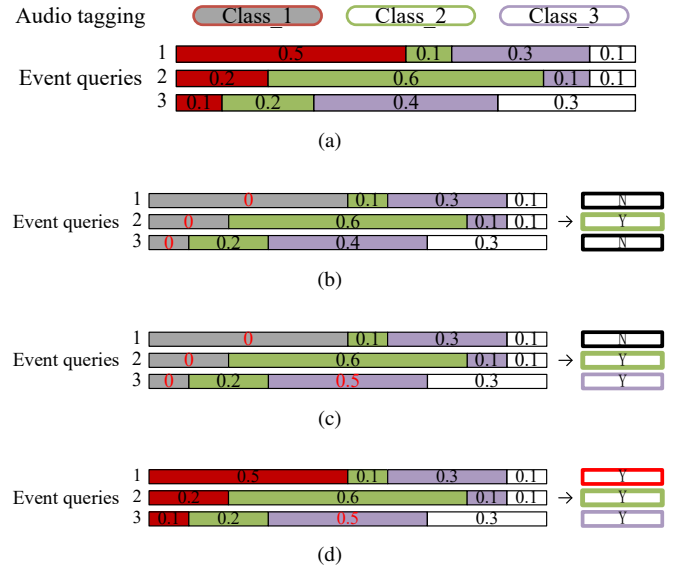 Audio tagging Class_1 Class_2 Class_3
1 0.5 0.1 0.3 0.1
Event queries 2 0.2 0.6 0.1 0.1
3 0.1 0.2 0.4 0.3
(a)
1 0 0.1 0.3 0.1 N
Event queries 2 0 0.6 0.1 0.1 → Y
3 0 0.2 0.4 0.3 N
(b)
1 0 0.1 0.3 0.1 N
Event queries 2 0 0.6 0.1 0.1 → Y
3 0 0.2 0.5 0.3 Y
(c)
1 0.5 0.1 0.3 0.1 Y
Event queries 2 0.2 0.6 0.1 0.1 → Y
3 0.1 0.2 0.5 0.3 Y
(d)